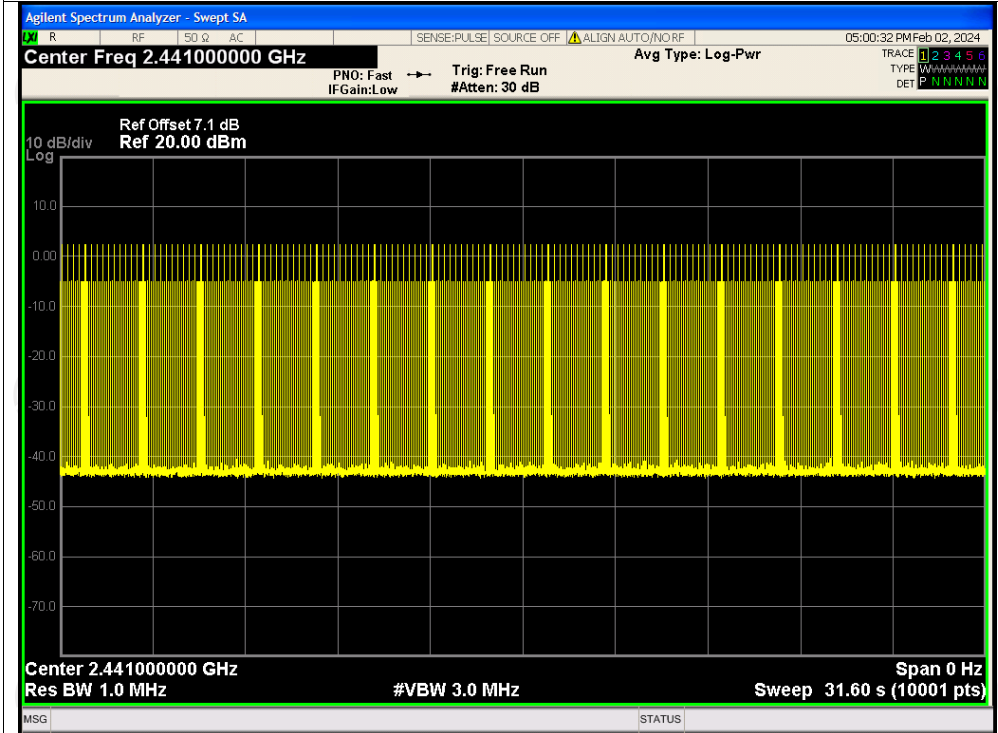 Agilent Spectrum Analyzer - Swept SA
LXI R RF 50 Ω AC SENSE:PULSE SOURCE OFF ALIGN AUTO/NO RF 05:00:32 PM Feb 02, 2024
Center Freq 2.441000000 GHz Avg Type: Log-Pwr TRACE 1 2 3 4 5 6
PNO: Fast Trig: Free Run TYPE WWWWWW
IFGain:Low #Atten: 30 dB DET P N N N N N
Ref Offset 7.1 dB
10 dB/div Ref 20.00 dBm
Log
10.0
0.00
-10.0
-20.0
-30.0
-40.0
-50.0
-60.0
-70.0
Center 2.441000000 GHz Span 0 Hz
Res BW 1.0 MHz #VBW 3.0 MHz Sweep 31.60 s (10001 pts)
MSG STATUS